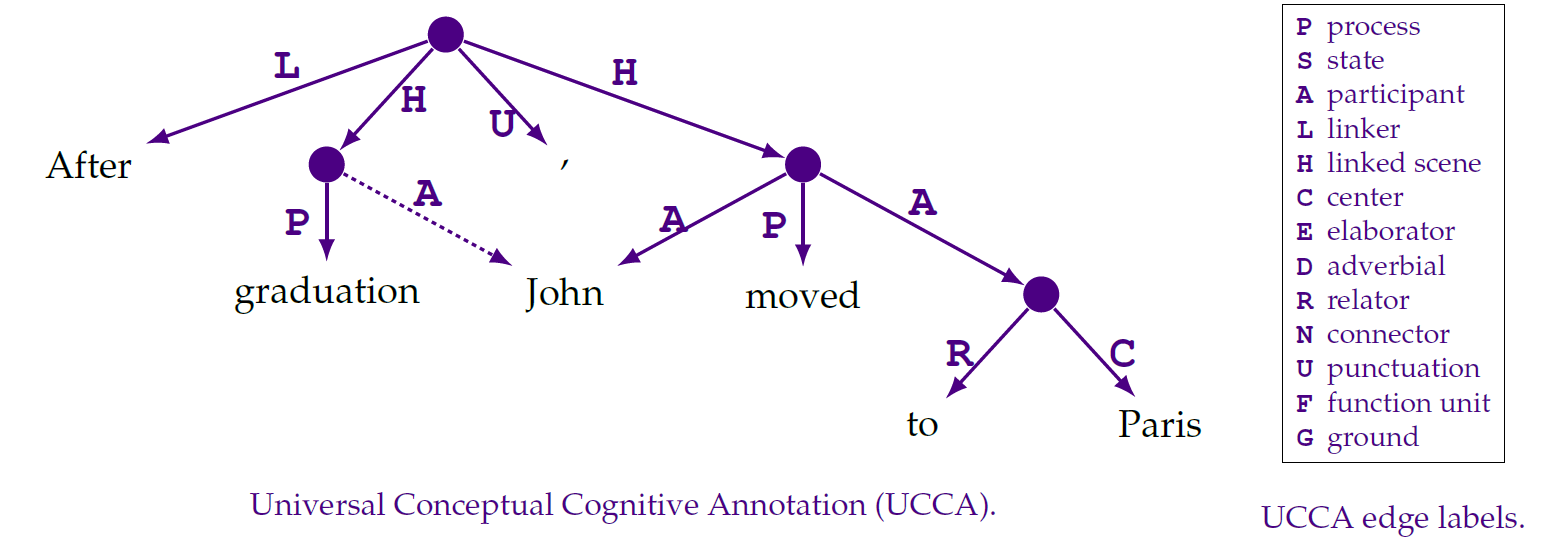 L
H
H
U
After
,
P
A
A
P
A
graduation
John
moved
R
C
to
Paris
Universal Conceptual Cognitive Annotation (UCCA).
P process
S state
A participant
L linker
H linked scene
C center
E elaborator
D adverbial
R relator
N connector
U punctuation
F function unit
G ground
UCCA edge labels.